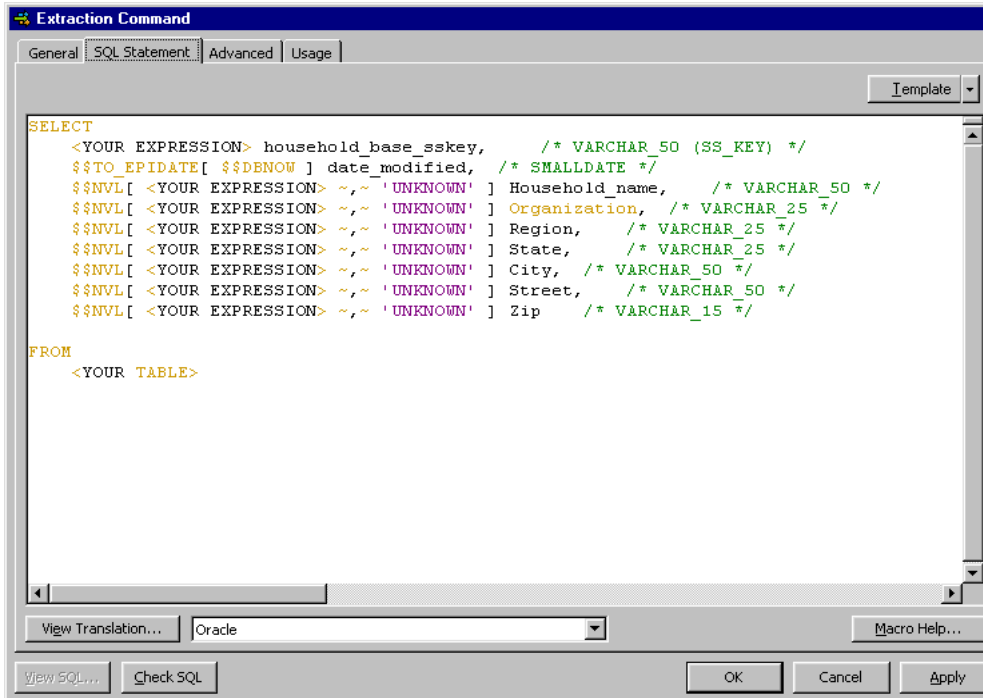 Extraction Command
General SQL Statement Advanced Usage
Template
SELECT
<YOUR EXPRESSION> household_base_sskey, /* VARCHAR_50 (SS_KEY) */
$$TO_EPIDATE[ $$DBNOW ] date_modified, /* SMALLDATE */
$$NVL[ <YOUR EXPRESSION> ~,~ 'UNKNOWN' ] Household_name, /* VARCHAR_50 */
$$NVL[ <YOUR EXPRESSION> ~,~ 'UNKNOWN' ] Organization, /* VARCHAR_25 */
$$NVL[ <YOUR EXPRESSION> ~,~ 'UNKNOWN' ] Region, /* VARCHAR_25 */
$$NVL[ <YOUR EXPRESSION> ~,~ 'UNKNOWN' ] State, /* VARCHAR_25 */
$$NVL[ <YOUR EXPRESSION> ~,~ 'UNKNOWN' ] City, /* VARCHAR_50 */
$$NVL[ <YOUR EXPRESSION> ~,~ 'UNKNOWN' ] Street, /* VARCHAR_50 */
$$NVL[ <YOUR EXPRESSION> ~,~ 'UNKNOWN' ] Zip /* VARCHAR_15 */
FROM
<YOUR TABLE>
View Translation... Oracle Macro Help...
View SQL... Check SQL OK Cancel Apply